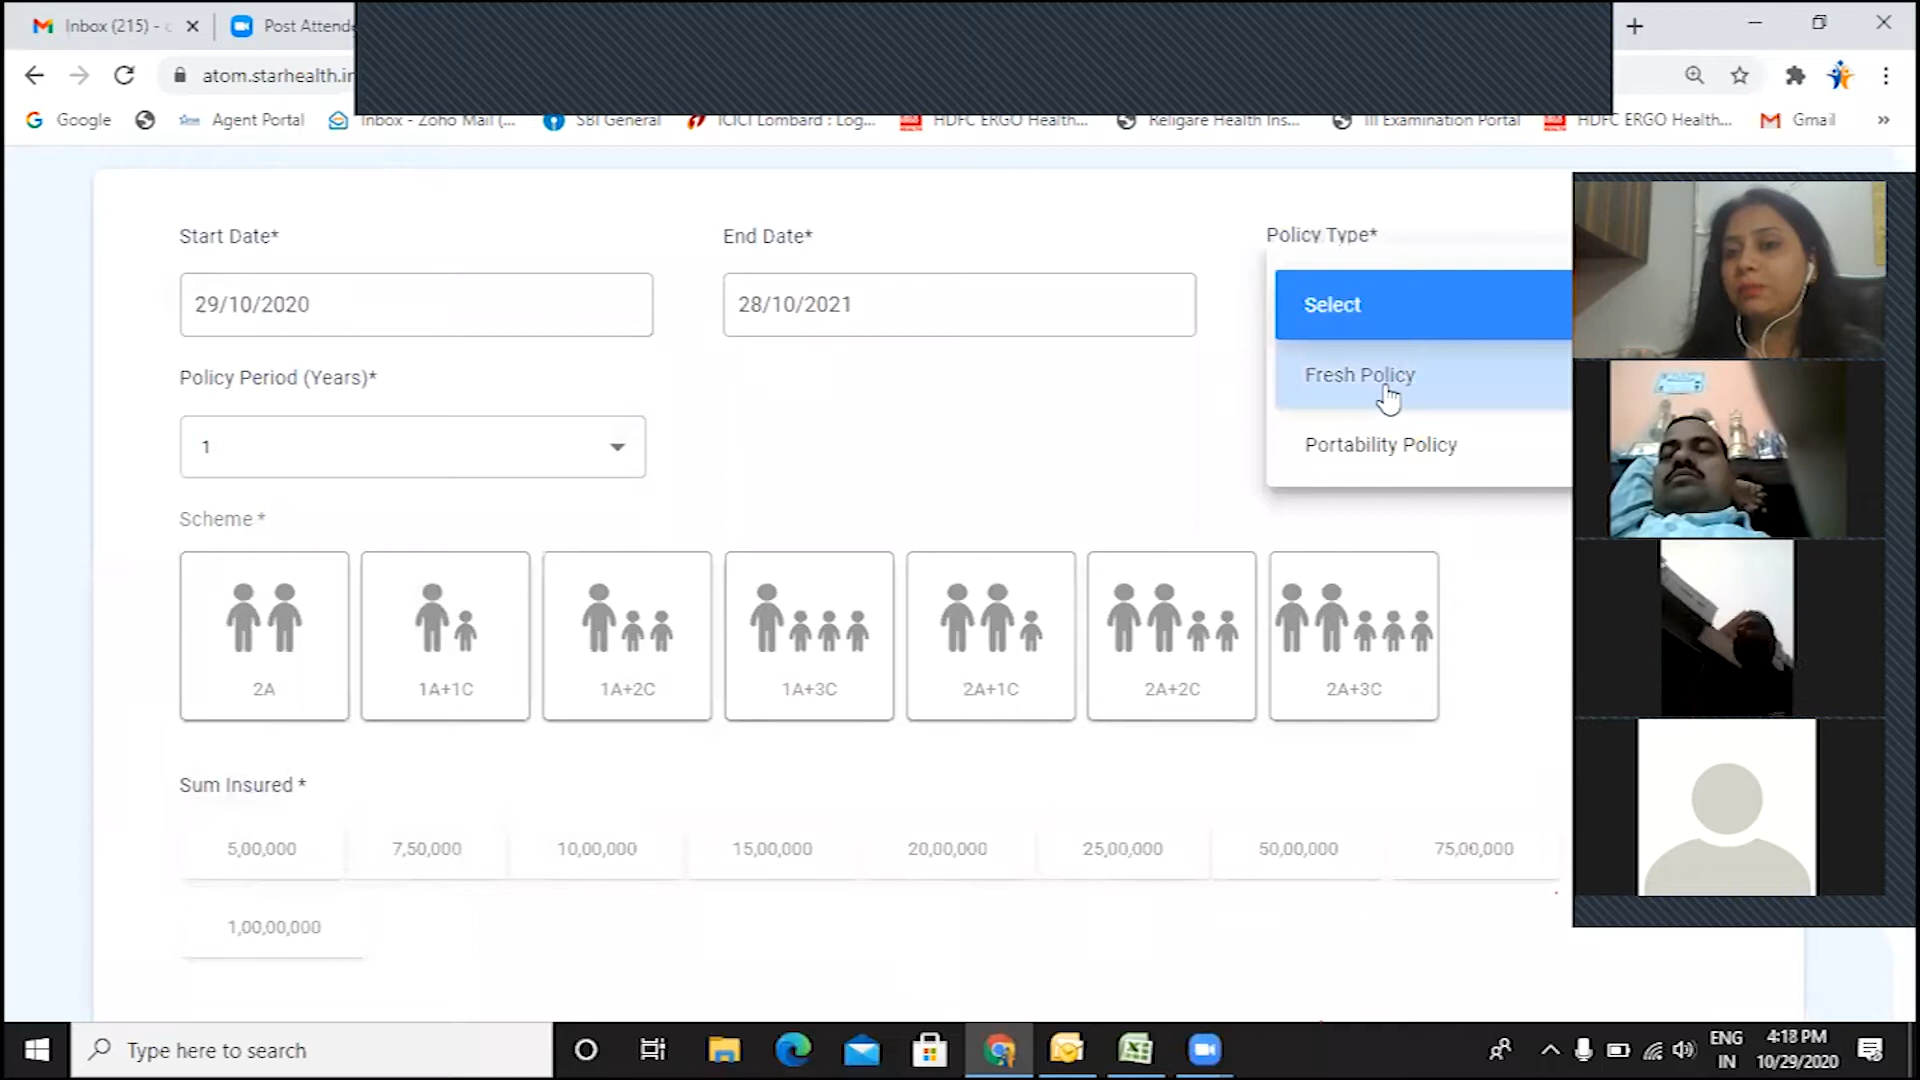 Inbox (215) - c
Post Attende
atom.starhealth.in
Google
Agent Portal
Inbox - Zoho Mail (...
SBI General
ICICI Lombard : Log...
HDFC ERGO Health...
Religare Health Ins...
III Examination Portal
HDFC ERGO Health...
Gmail
Start Date*
End Date*
Policy Type*
29/10/2020
28/10/2021
Select
Policy Period (Years)*
Fresh Policy
1
Portability Policy
Scheme *
2A
1A+1C
1A+2C
1A+3C
2A+1C
2A+2C
2A+3C
Sum Insured *
5,00,000
7,50,000
10,00,000
15,00,000
20,00,000
25,00,000
50,00,000
75,00,000
1,00,00,000
Type here to search
ENG
IN
4:18 PM
10/29/2020